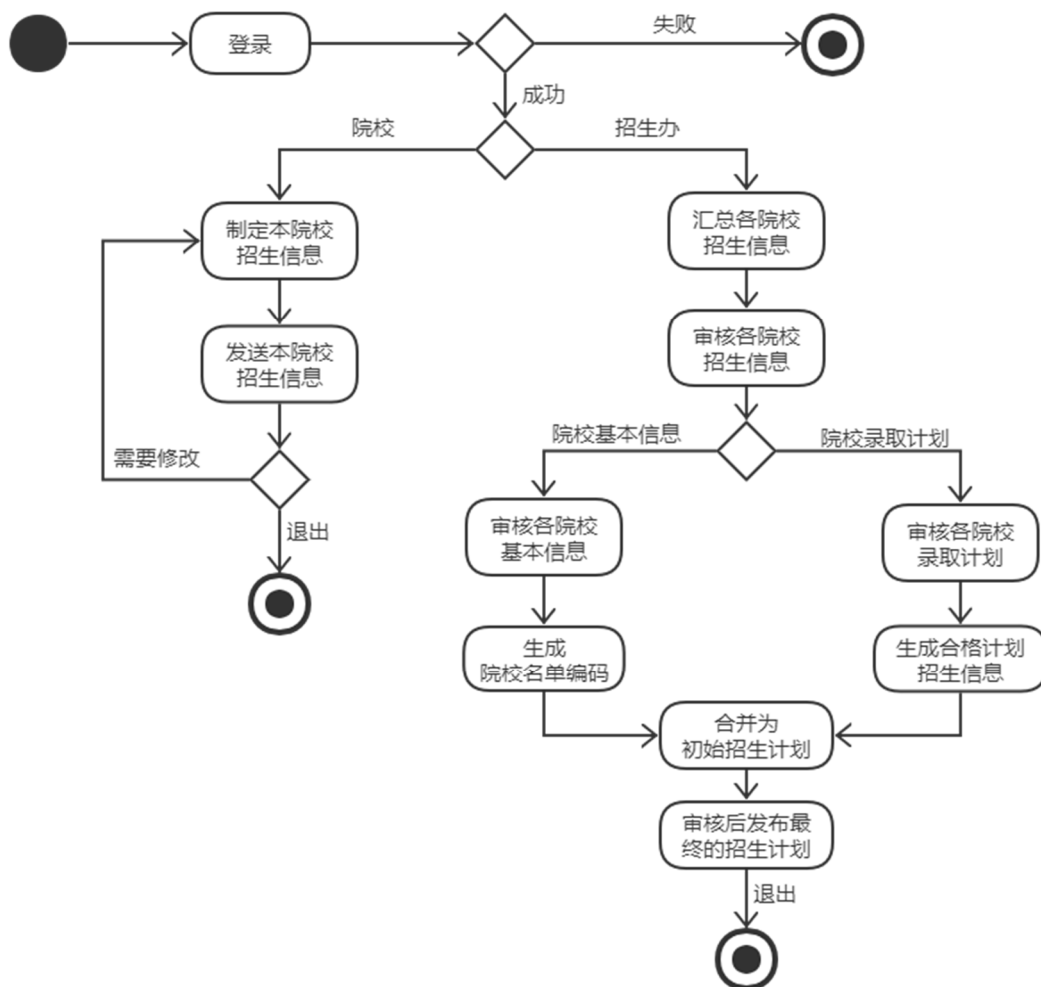 登录
失败
成功
院校
招生办
制定本院校
招生信息
汇总各院校
招生信息
发送本院校
招生信息
审核各院校
招生信息
需要修改
院校基本信息
院校录取计划
退出
审核各院校
基本信息
审核各院校
录取计划
生成
院校名单编码
生成合格计划
招生信息
合并为
初始招生计划
审核后发布最
终的招生计划
退出